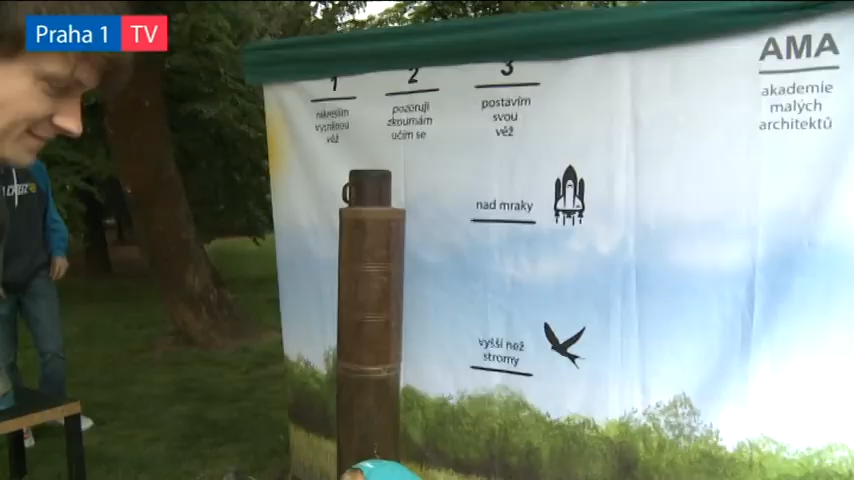 Praha 1 TV
1
nakreslím
vysněnou
věž
2
pozoruji
zkoumám
učím se
3
postavím
svou
věž
AMA
akademie
malých
architektů
nad mraky
vyšší než
stromy